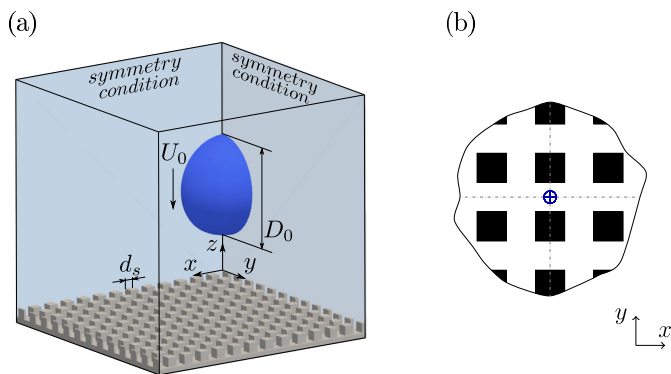 (a)
(b)
symmetry
condition
symmetry
condition
U0
D0
z
x
y
ds
y
x